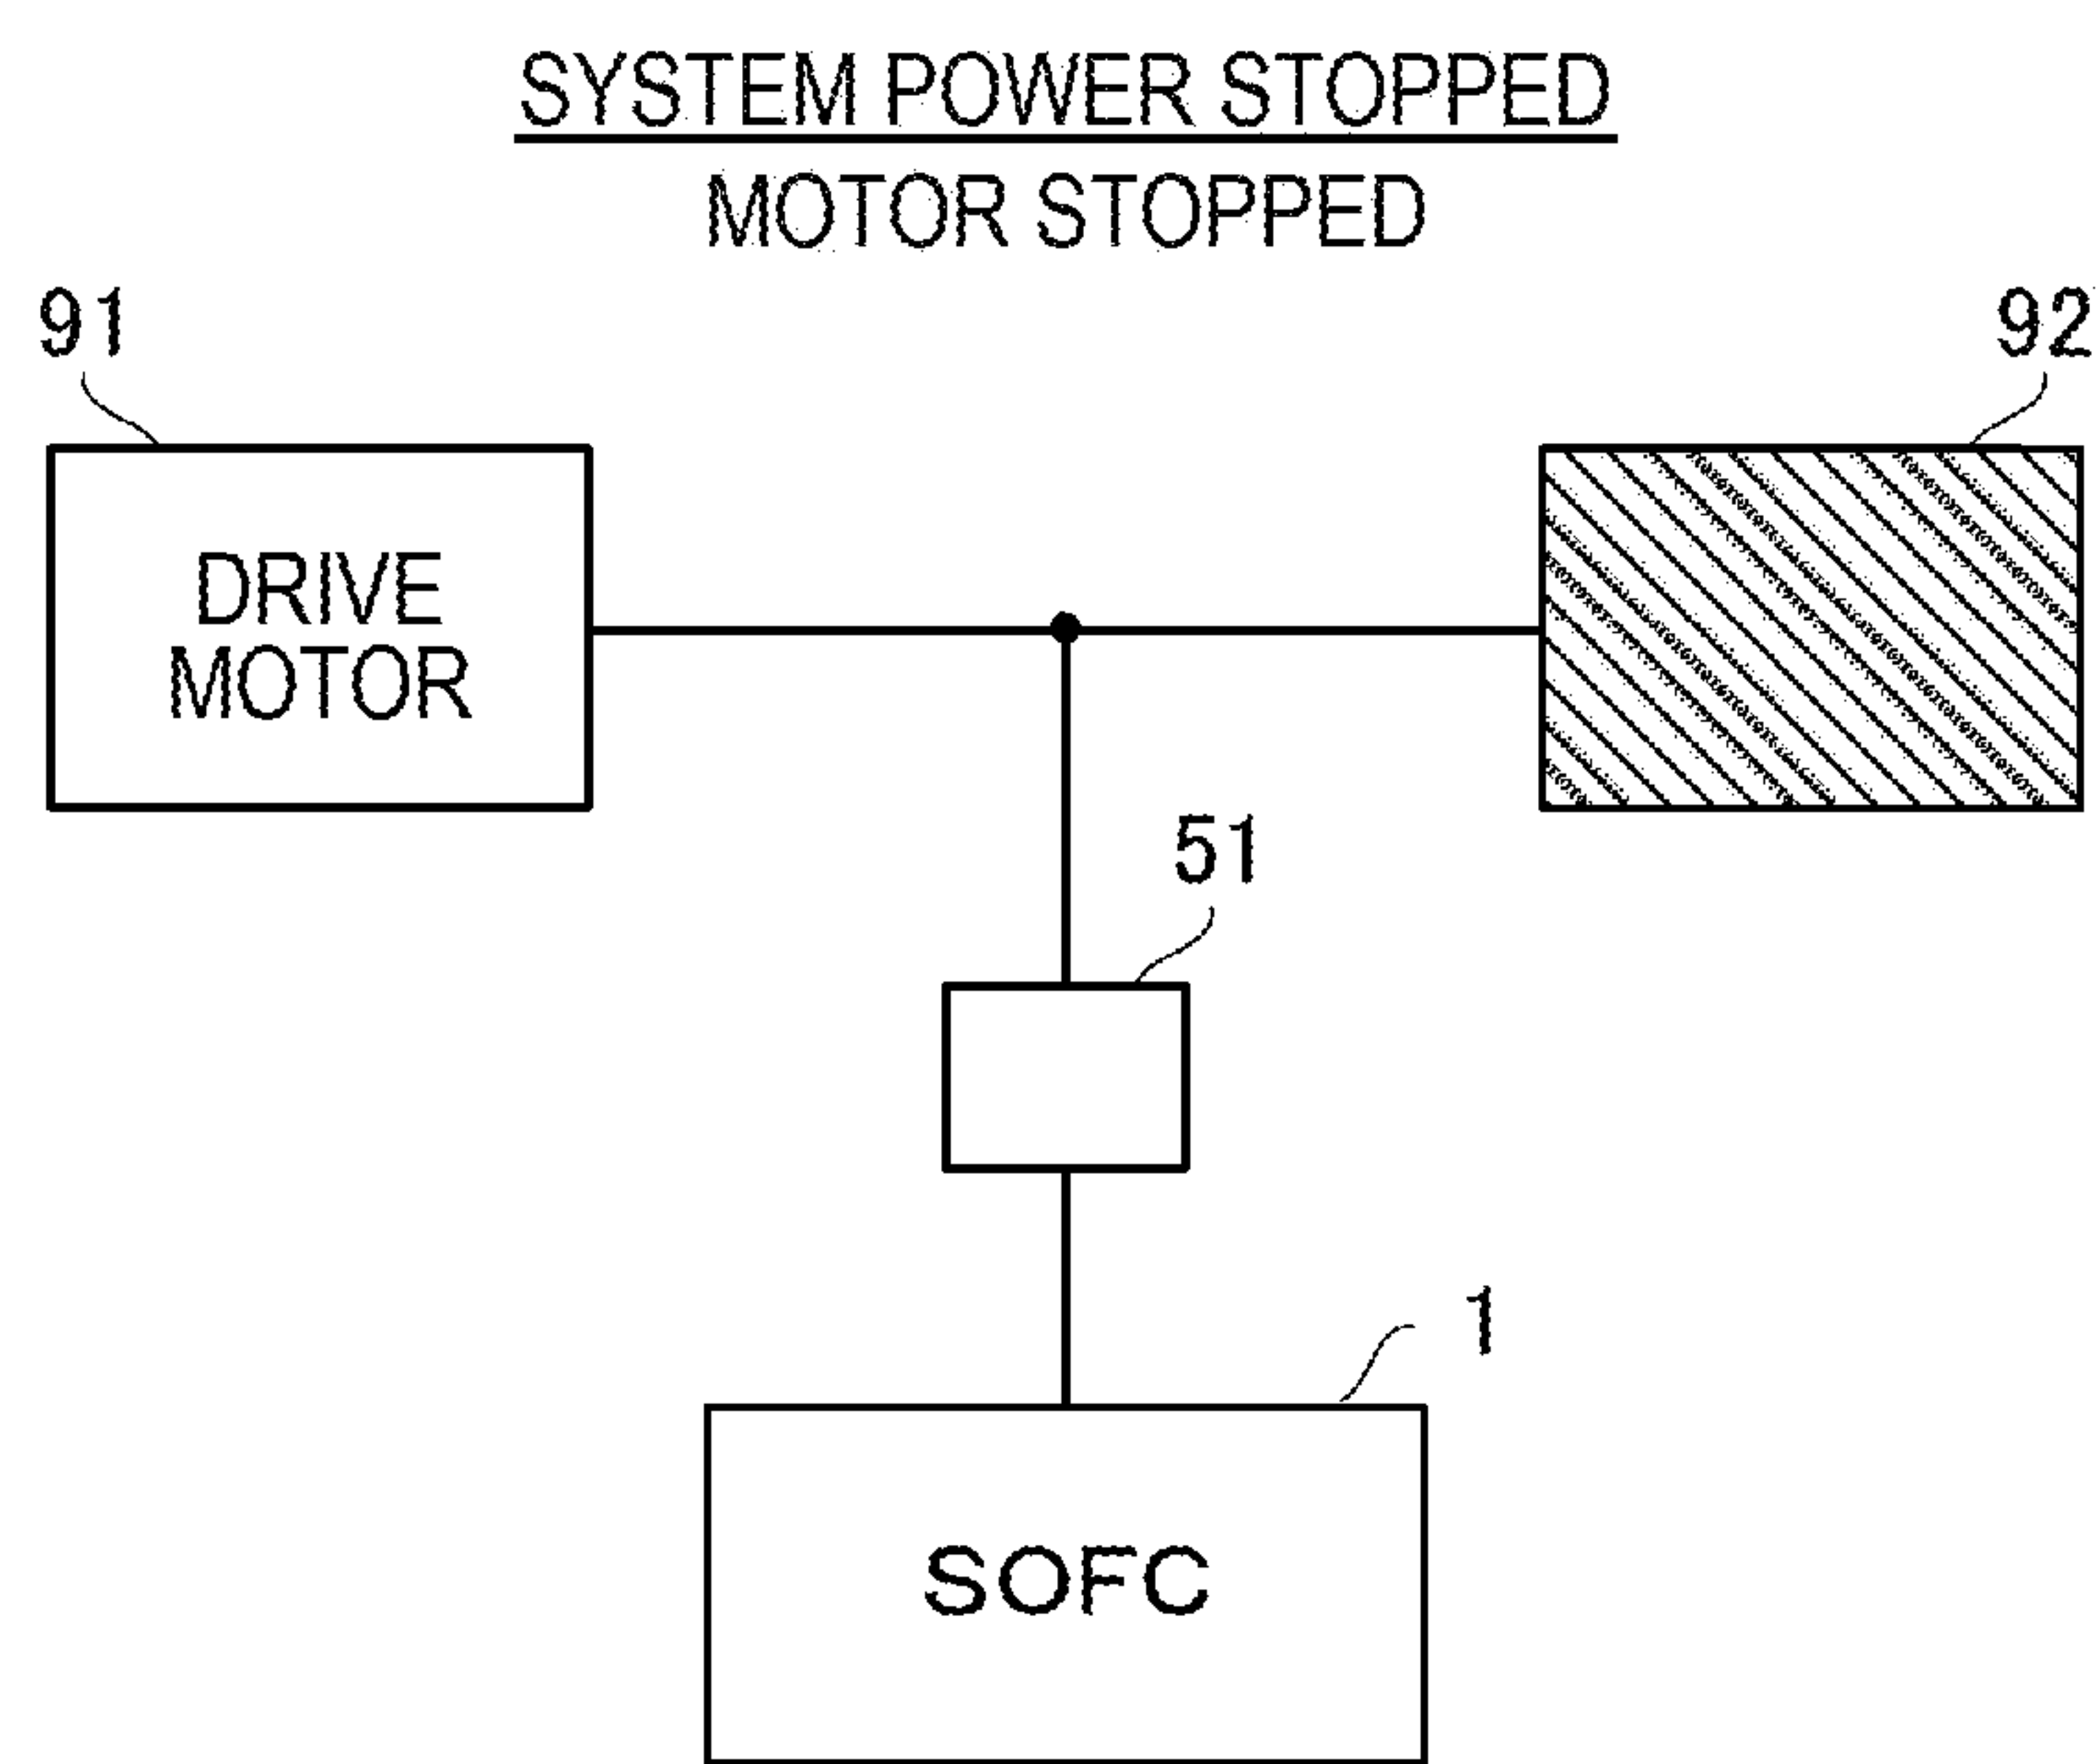 SYSTEM POWER STOPPED
MOTOR STOPPED
91
92
DRIVE
MOTOR
51
1
SOFC